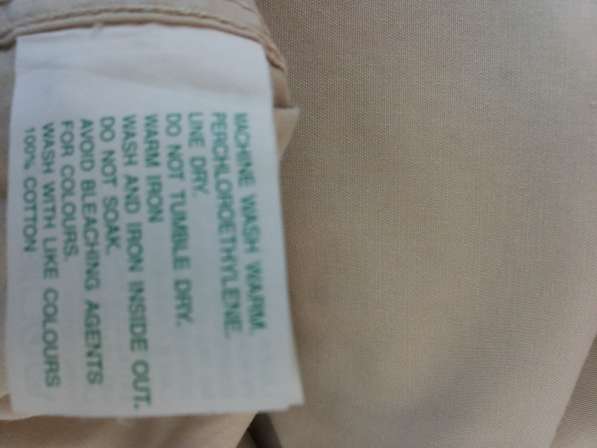 MACHINE WASH WARM.
PERCHLOROETHYLENE.
LINE DRY.
DO NOT TUMBLE DRY.
WARM IRON
WASH AND IRON INSIDE OUT.
DO NOT SOAK.
AVOID BLEACHING AGENTS
FOR COLOURS.
WASH WITH LIKE COLOURS
100% COTTON